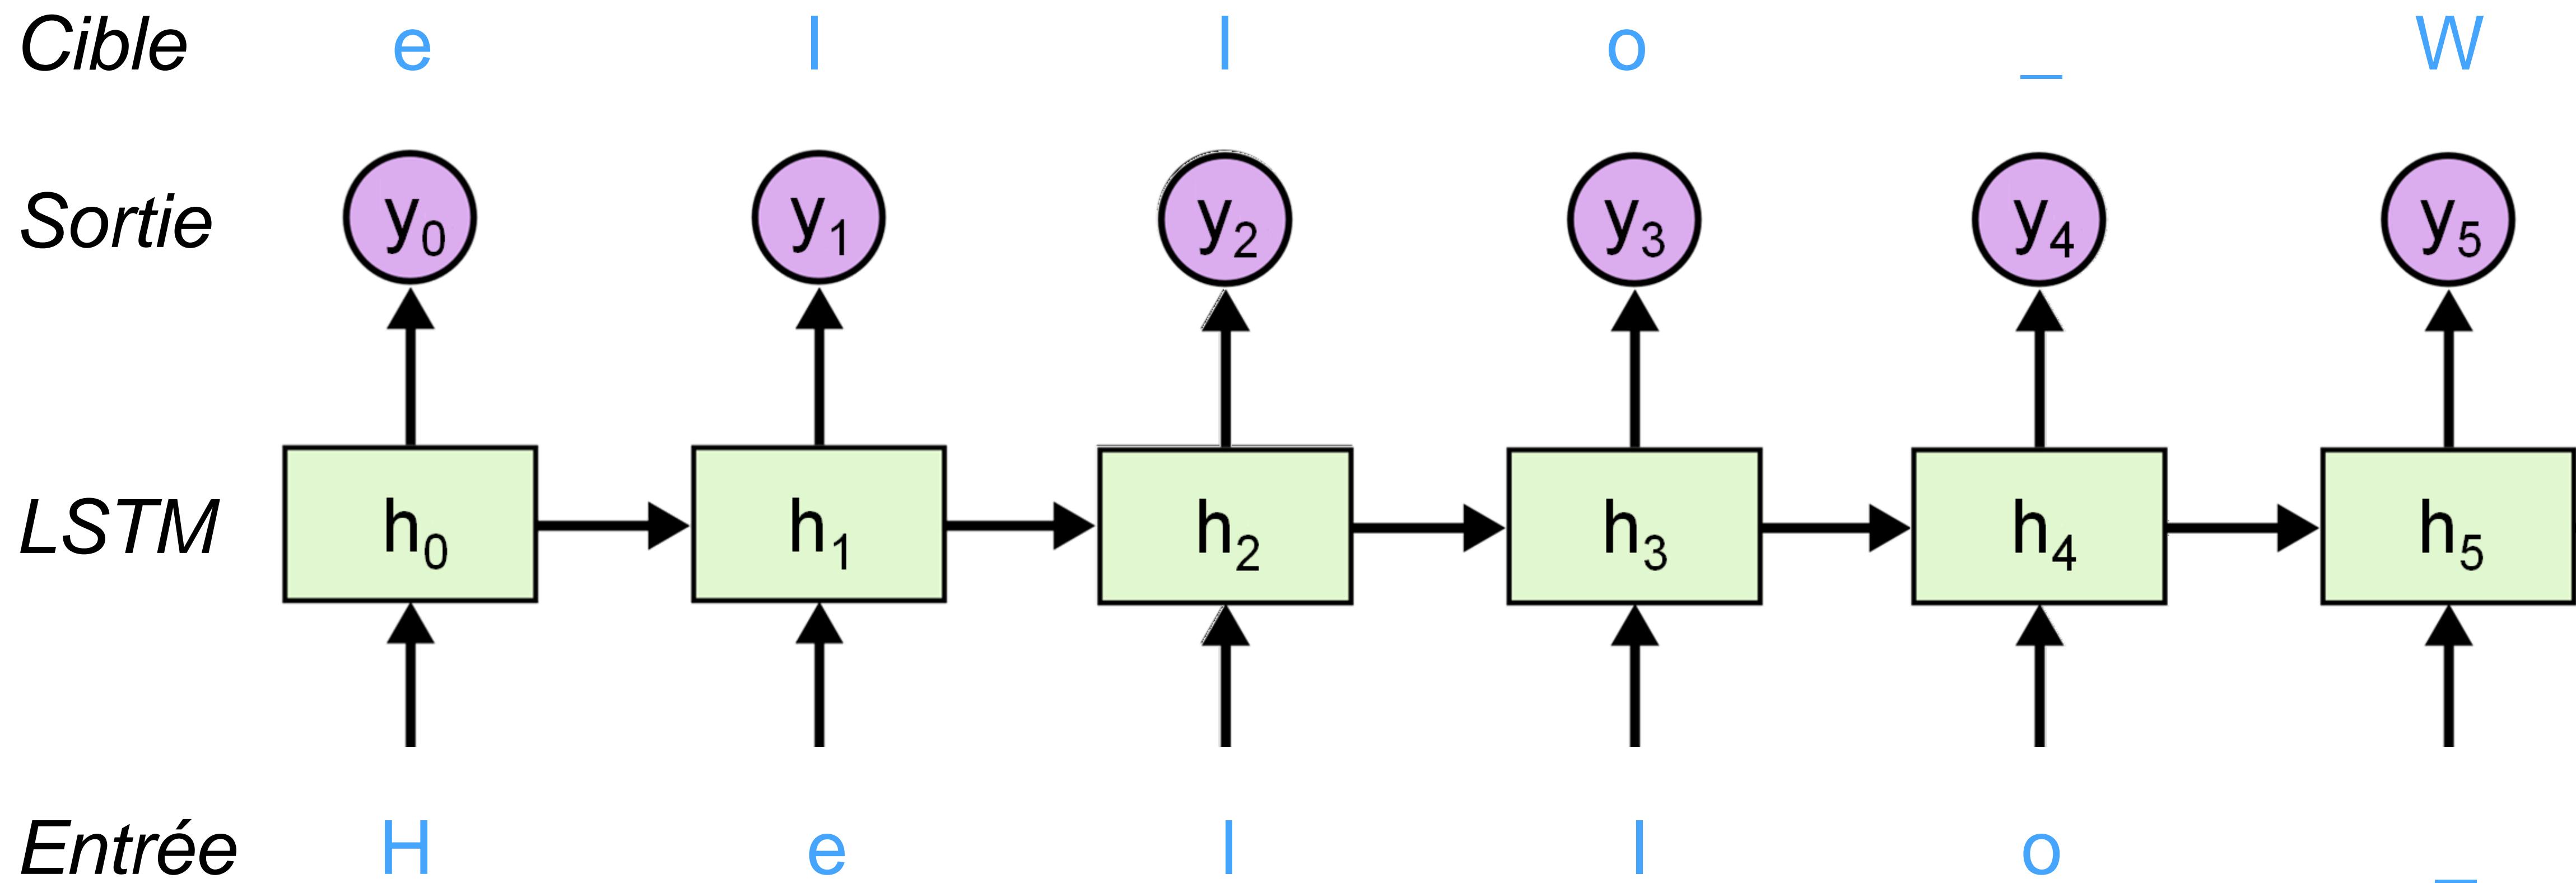 Cible e l l o _ W
Sortie y0 y1 y2 y3 y4 y5
LSTM h0 h1 h2 h3 h4 h5
Entrée H e l l o _